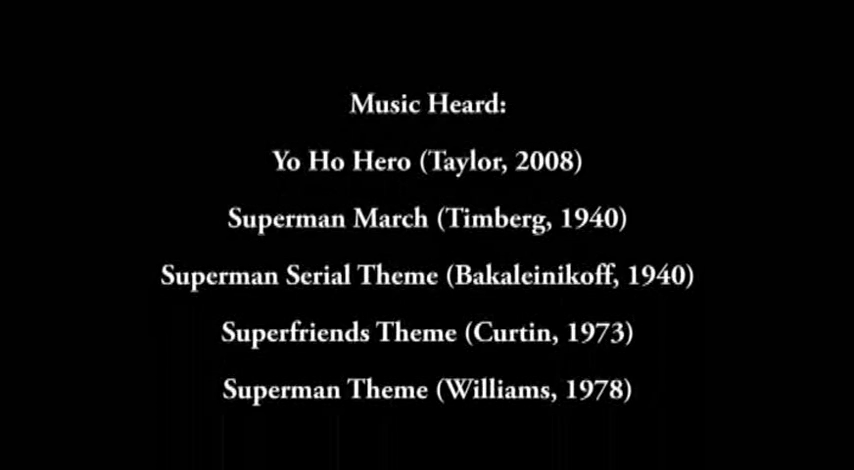 Music Heard:
Yo Ho Hero (Taylor, 2008)
Superman March (Timberg, 1940)
Superman Serial Theme (Bakaleinikoff, 1940)
Superfriends Theme (Curtin, 1973)
Superman Theme (Williams, 1978)